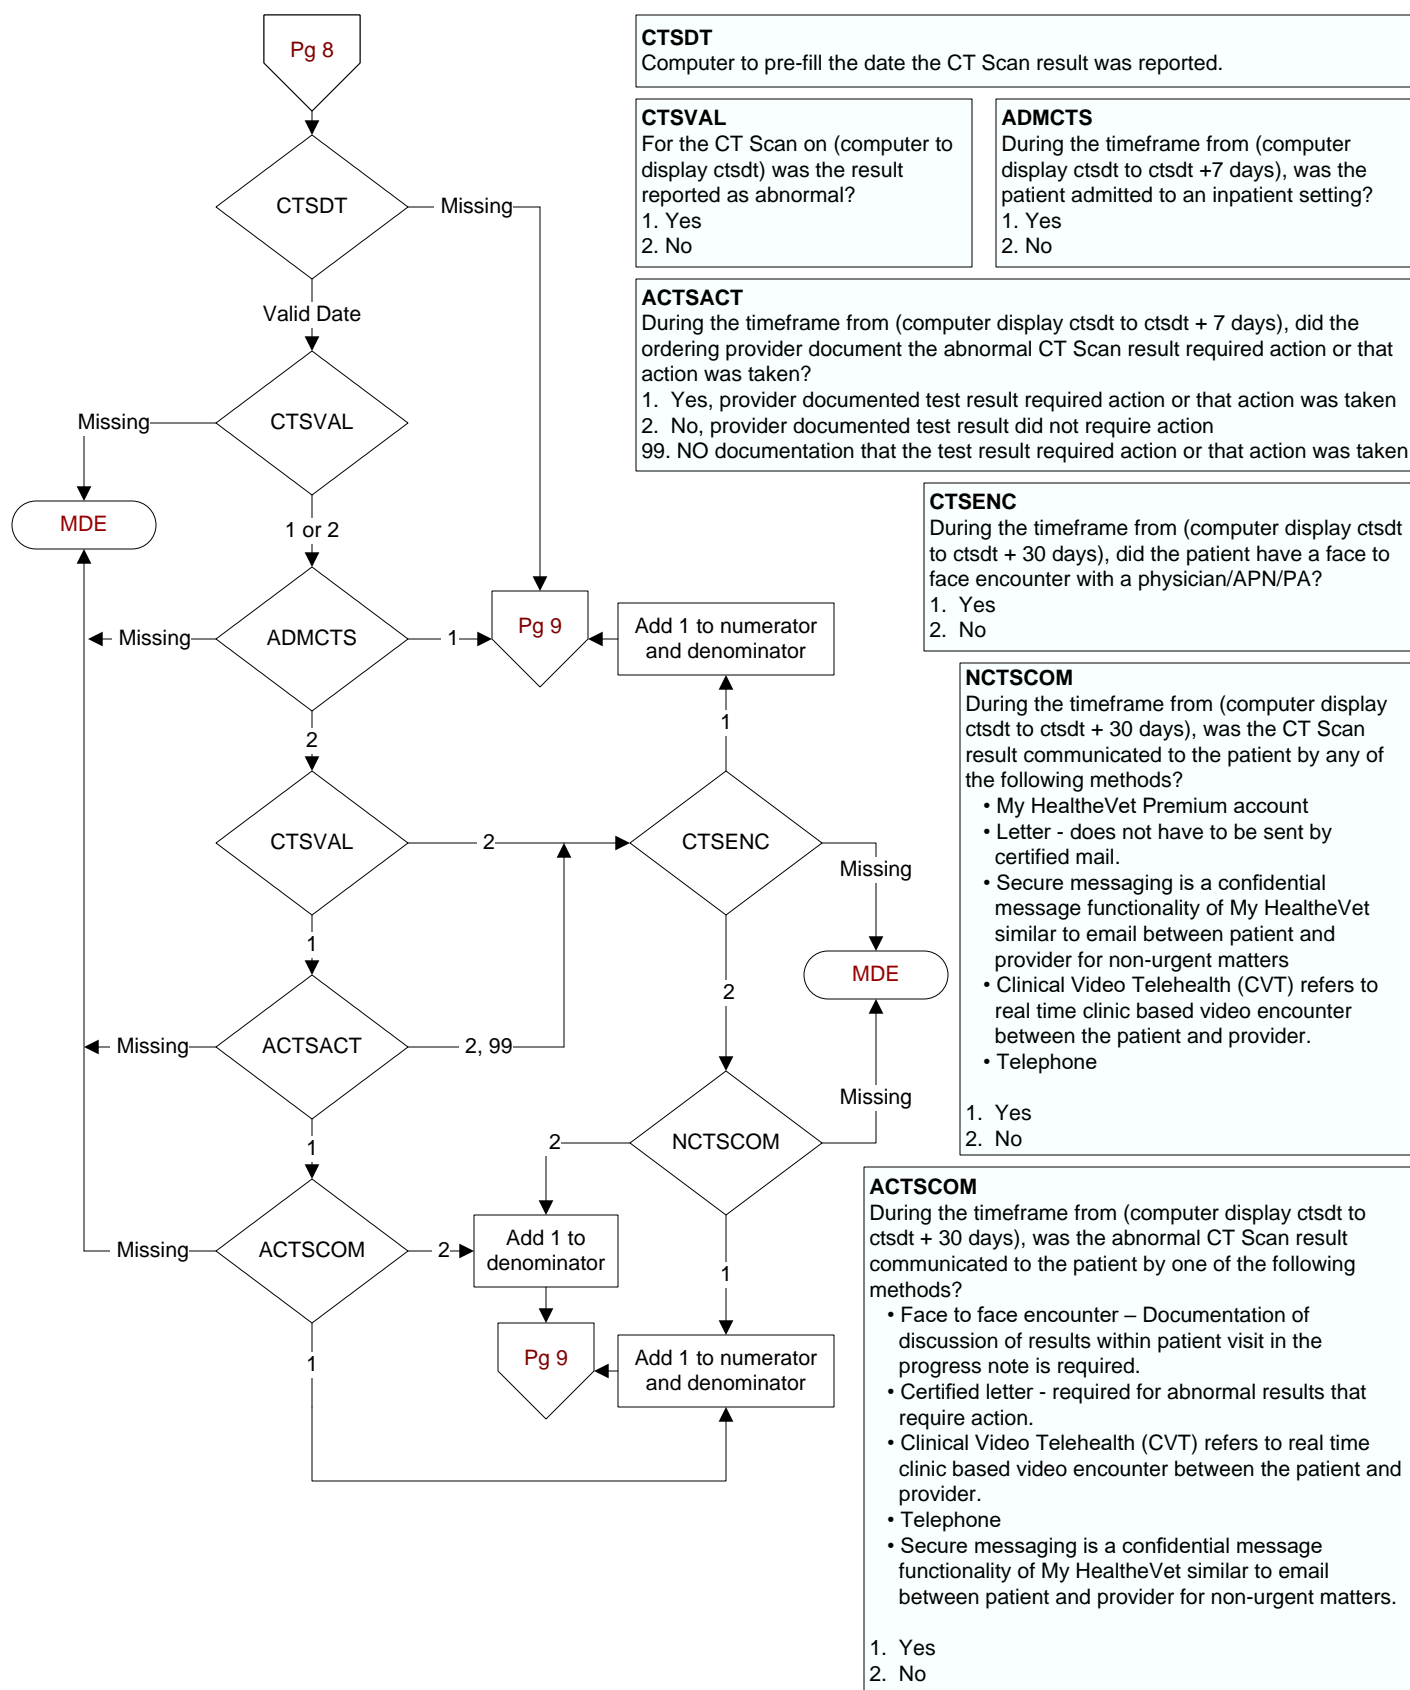 Pg 8
CTSDT
Missing
Valid Date
CTSVAL
Missing
MDE
1 or 2
ADMCTS
Missing
1
Pg 9
Add 1 to numerator
and denominator
2
1
CTSVAL
2
CTSENC
Missing
MDE
1
2
ACTSACT
Missing
2, 99
1
NCTSCOM
Missing
2
1
ACTSCOM
Missing
2
Add 1 to
denominator
1
Pg 9
Add 1 to numerator
and denominator
CTSDT
Computer to pre-fill the date the CT Scan result was reported.
CTSVAL
For the CT Scan on (computer to
display ctsdt) was the result
reported as abnormal?
1. Yes
2. No
ADMCTS
During the timeframe from (computer
display ctsdt to ctsdt +7 days), was the
patient admitted to an inpatient setting?
1. Yes
2. No
ACTSACT
During the timeframe from (computer display ctsdt to ctsdt + 7 days), did the
ordering provider document the abnormal CT Scan result required action or that
action was taken?
1. Yes, provider documented test result required action or that action was taken
2. No, provider documented test result did not require action
99. NO documentation that the test result required action or that action was taken
CTSENC
During the timeframe from (computer display ctsdt
to ctsdt + 30 days), did the patient have a face to
face encounter with a physician/APN/PA?
1. Yes
2. No
NCTSCOM
During the timeframe from (computer display
ctsdt to ctsdt + 30 days), was the CT Scan
result communicated to the patient by any of
the following methods?
• My HealtheVet Premium account
• Letter - does not have to be sent by
certified mail.
• Secure messaging is a confidential
message functionality of My HealtheVet
similar to email between patient and
provider for non-urgent matters
• Clinical Video Telehealth (CVT) refers to
real time clinic based video encounter
between the patient and provider.
• Telephone
1. Yes
2. No
ACTSCOM
During the timeframe from (computer display ctsdt to
ctsdt + 30 days), was the abnormal CT Scan result
communicated to the patient by one of the following
methods?
• Face to face encounter – Documentation of
discussion of results within patient visit in the
progress note is required.
• Certified letter - required for abnormal results that
require action.
• Clinical Video Telehealth (CVT) refers to real time
clinic based video encounter between the patient and
provider.
• Telephone
• Secure messaging is a confidential message
functionality of My HealtheVet similar to email
between patient and provider for non-urgent matters.
1. Yes
2. No